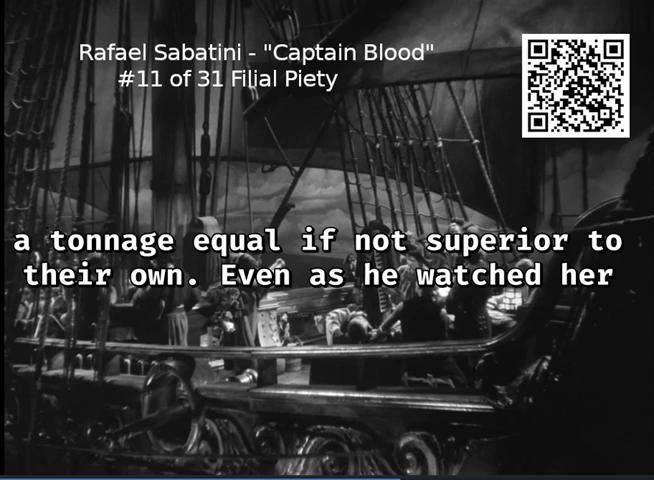 Rafael Sabatini - "Captain Blood"
#11 of 31 Filial Piety
a tonnage equal if not superior to
their own. Even as he watched her